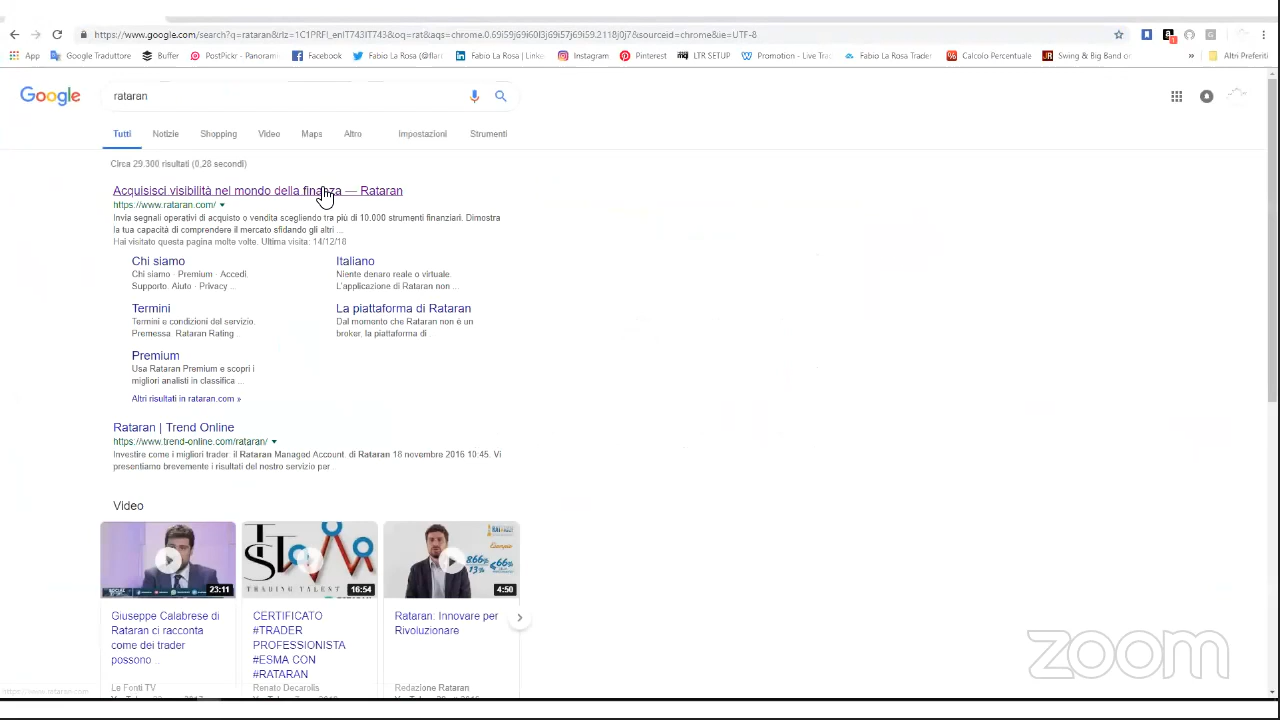 https://www.google.com/search?q=rataran&rlz=1C1PRFI_enIT743IT743&oq=rat&aqs=chrome.0.69i59j69i60l3j69i57j69i59.2118j0j7&sourceid=chrome&ie=UTF-8
App Google Traduttore Buffer PostPickr - Panoram Facebook Fabio La Rosa (@flar Fabio La Rosa | Linke Instagram Pinterest LTR SETUP Promotion - Live Tra Fabio La Rosa Trader Calcolo Percentuale Swing & Big Band or » Altri Preferiti
Google
rataran
Tutti Notizie Shopping Video Maps Altro Impostazioni Strumenti
Circa 29.300 risultati (0,28 secondi)
Acquisisci visibilità nel mondo della finanza — Rataran
https://www.rataran.com/
Invia segnali operativi di acquisto o vendita scegliendo tra più di 10.000 strumenti finanziari. Dimostra
la tua capacità di comprendere il mercato sfidando gli altri ...
Hai visitato questa pagina molte volte. Ultima visita: 14/12/18
Chi siamo
Chi siamo · Premium · Accedi.
Supporto. Aiuto · Privacy ...
Italiano
Niente denaro reale o virtuale.
L'applicazione di Rataran non ...
Termini
Termini e condizioni del servizio.
Premessa. Rataran Rating ...
La piattaforma di Rataran
Dal momento che Rataran non è un
broker, la piattaforma di ...
Premium
Usa Rataran Premium e scopri i
migliori analisti in classifica ...
Altri risultati in rataran.com »
Rataran | Trend Online
https://www.trend-online.com/rataran/
Investire come i migliori trader: il Rataran Managed Account. di Rataran 18 novembre 2016 10:45. Vi
presentiamo brevemente i risultati del nostro servizio per ...
Video
23:11
16:54
TRADING TALENT
4:50
Giuseppe Calabrese di
Rataran ci racconta
come dei trader
possono ...
Le Fonti TV
CERTIFICATO
#TRADER
PROFESSIONISTA
#ESMA CON
#RATARAN
Renato Decarolis
Rataran: Innovare per
Rivoluzionare
Redazione Rataran
https://www.rataran.com
zoom